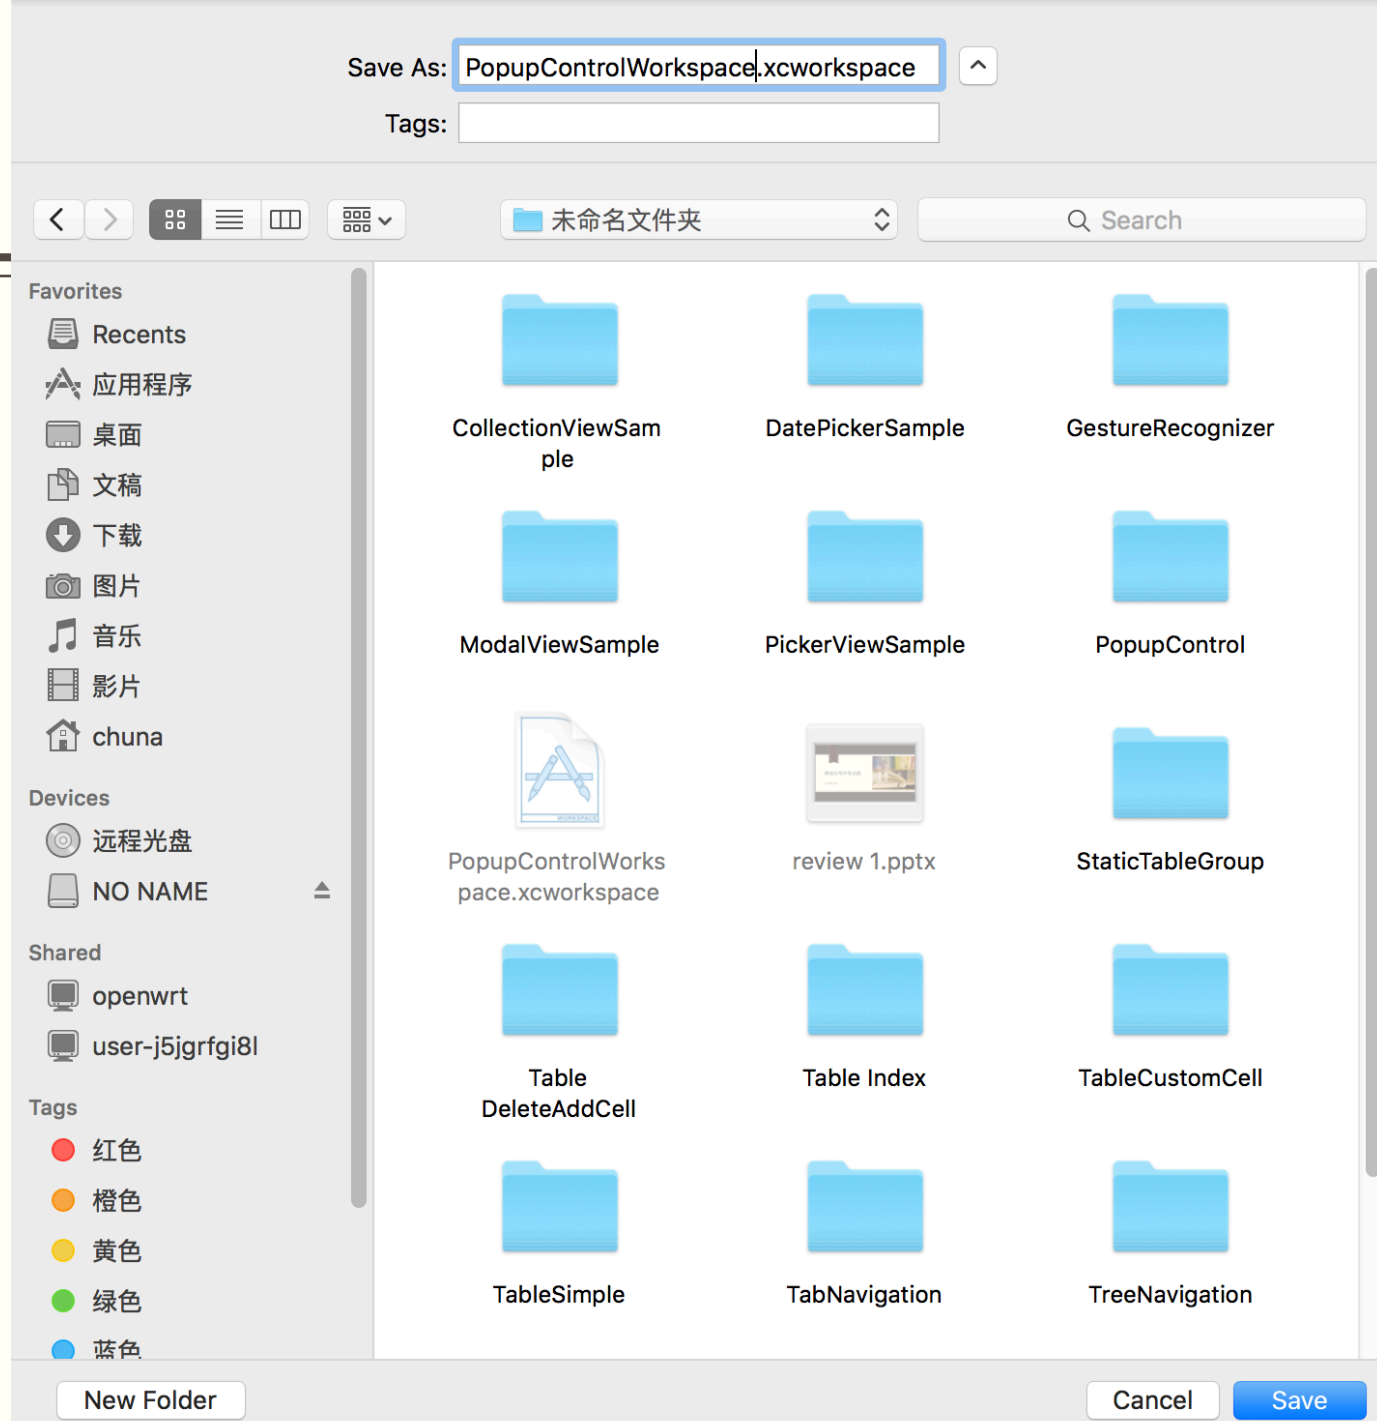 Save As: PopupControlWorkspace.xcworkspace
Tags:
未命名文件夹
Search
Favorites
Recents
应用程序
桌面
文稿
下载
图片
音乐
影片
chuna
Devices
远程光盘
NO NAME
Shared
openwrt
user-j5jgrfgi8l
Tags
红色
橙色
黄色
绿色
蓝色
CollectionViewSam
ple
DatePickerSample
GestureRecognizer
ModalViewSample
PickerViewSample
PopupControl
WORKSPACE
PopupControlWorks
pace.xcworkspace
review 1.pptx
StaticTableGroup
Table
DeleteAddCell
Table Index
TableCustomCell
TableSimple
TabNavigation
TreeNavigation
New Folder
Cancel
Save